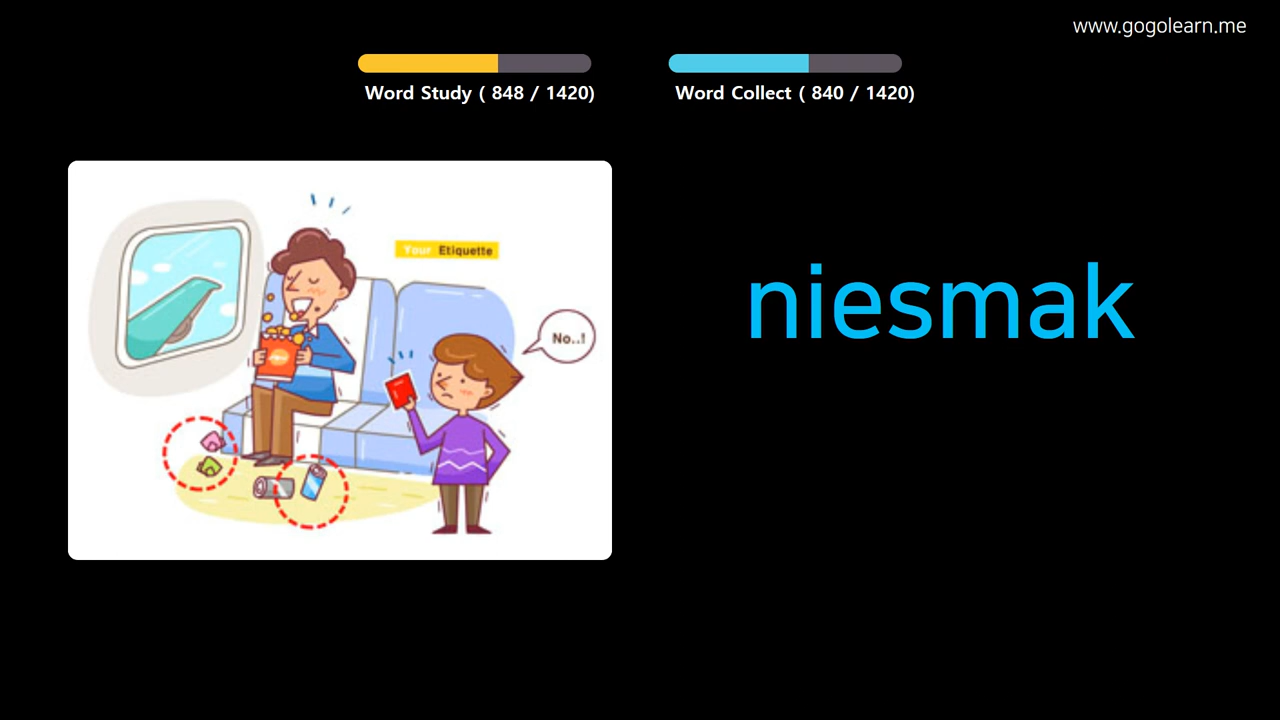 www.gogolearn.me
Word Study ( 848 / 1420)
Word Collect ( 840 / 1420)
Your Etiquette
No..!
niesmak